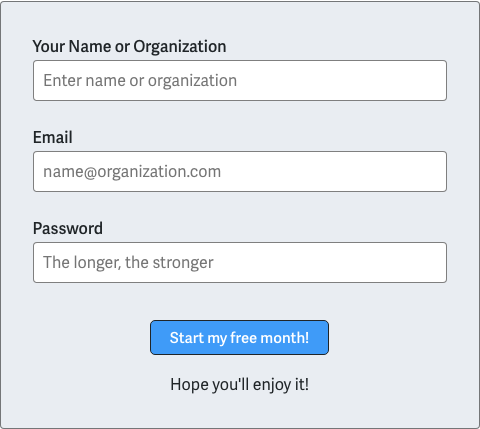 Your Name or Organization
Enter name or organization
Email
name@organization.com
Password
The longer, the stronger
Start my free month!
Hope you'll enjoy it!